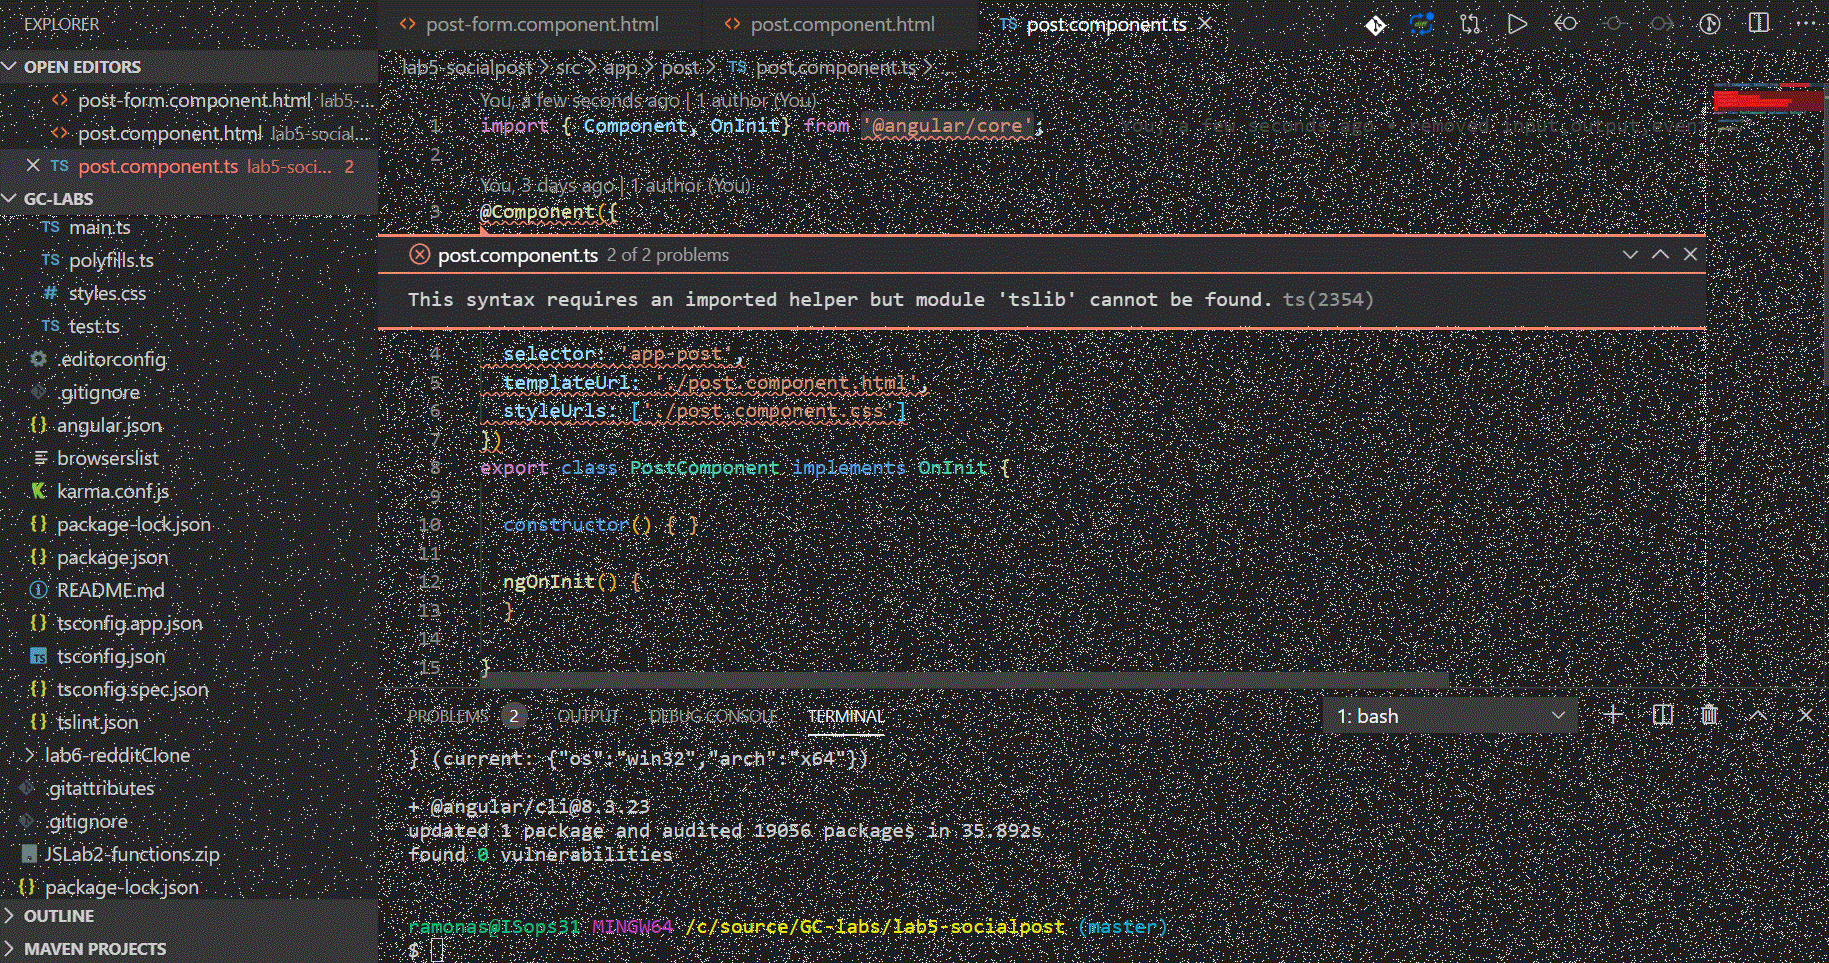 EXPLORER
OPEN EDITORS
post-form.component.html lab5-...
post.component.html lab5-social...
post.component.ts lab5-soci... 2
GC-LABS
TS main.ts
TS polyfills.ts
# styles.css
TS test.ts
.editorconfig
.gitignore
{} angular.json
browserslist
karma.conf.js
{} package-lock.json
{} package.json
README.md
{} tsconfig.app.json
TS tsconfig.json
{} tsconfig.spec.json
{} tslint.json
lab6-redditClone
.gitattributes
.gitignore
JSLab2-functions.zip
{} package-lock.json
OUTLINE
MAVEN PROJECTS
post-form.component.html
post.component.html
TS post.component.ts
lab5-socialpost > src > app > post > TS post.component.ts > ...
You, a few seconds ago | 1 author (You)
1 import { Component, OnInit} from '@angular/core'; You, a few seconds ago • removed input output even
2
You, 3 days ago | 1 author (You)
3 @Component({
post.component.ts 2 of 2 problems
This syntax requires an imported helper but module 'tslib' cannot be found. ts(2354)
4 selector: 'app-post',
5 templateUrl: './post.component.html',
6 styleUrls: ['./post.component.css']
7 })
8 export class PostComponent implements OnInit {
9
10 constructor() { }
11
12 ngOnInit() {
13 }
14
15 }
PROBLEMS 2 OUTPUT DEBUG CONSOLE TERMINAL 1: bash
} (current: {"os":"win32","arch":"x64"})
+ @angular/cli@8.3.23
updated 1 package and audited 19056 packages in 35.892s
found 0 vulnerabilities
ramonas@ISops31 MINGW64 /c/source/GC-labs/lab5-socialpost (master)
$